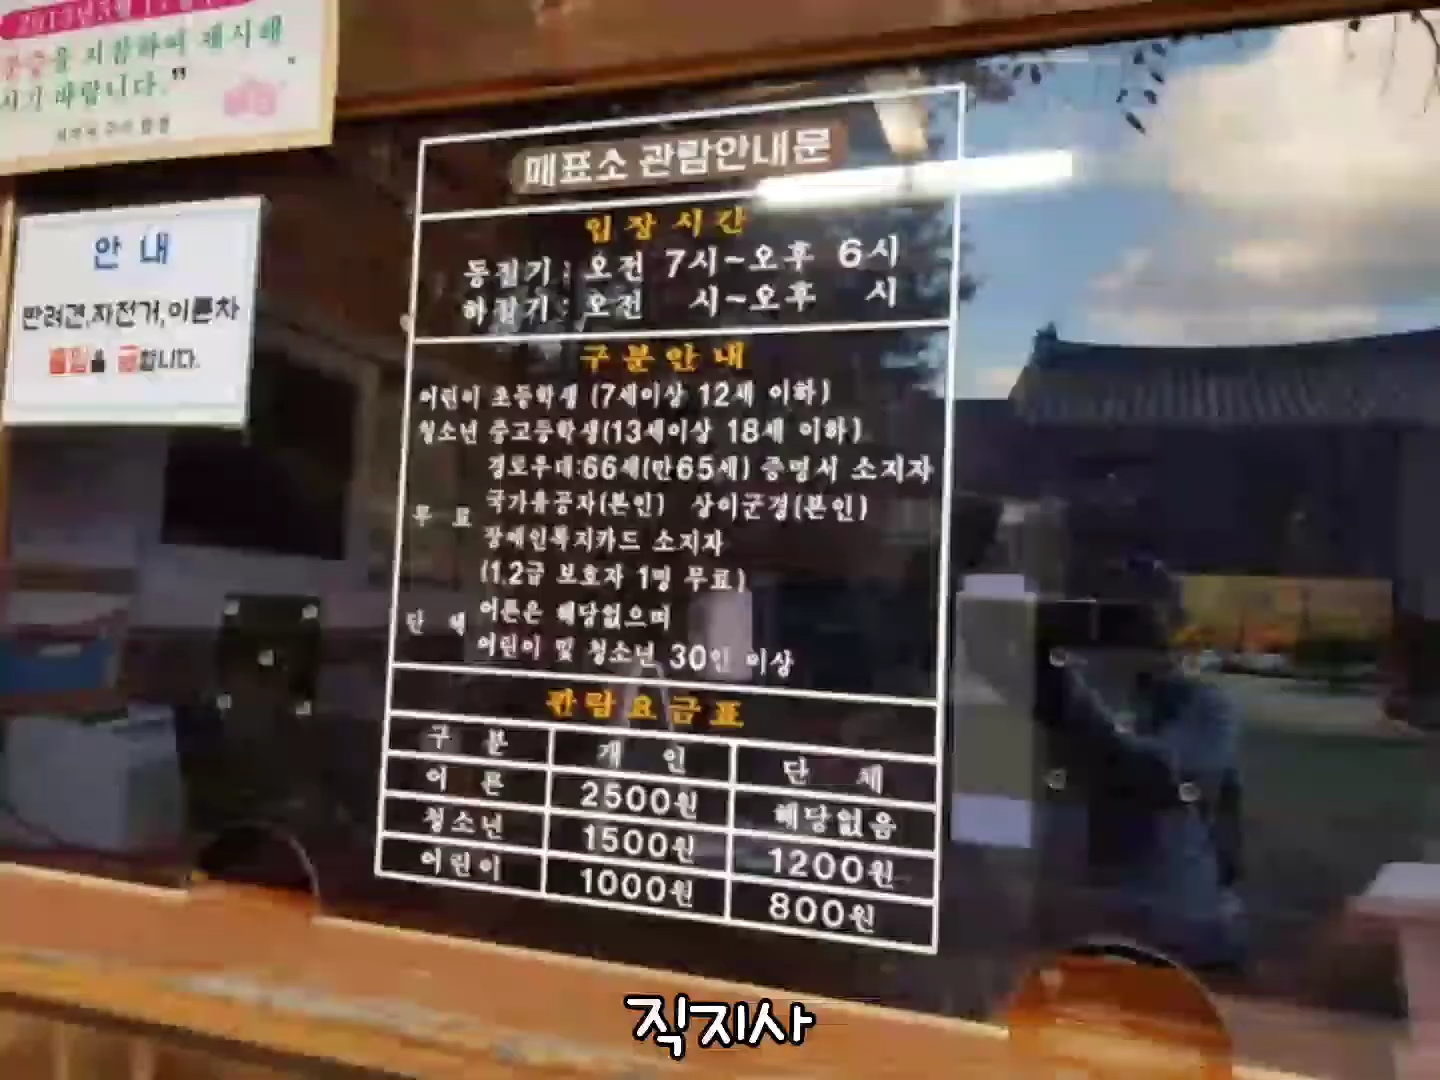 지참하여 제시해
바랍니다."
안 내
반려견,자전거,이륜차
출입을 금합니다.
매표소 관람안내문
입장시간
동절기: 오전 7시~오후 6시
하절기: 오전 시~오후 시
구분안내
어린이 초등학생 (7세이상 12세 이하)
청소년 중고등학생(13세이상 18세 이하)
경로우대:66세(만65세) 증명서 소지자
무 료 국가유공자(본인) 상이군경(본인)
장애인복지카드 소지자
(1,2급 보호자 1명 무료)
단 체 어른은 해당없으며
어린이 및 청소년 30인 이상
관람요금표
구 분 개 인 단 체
어 른 2500원 해당없음
청소년 1500원 1200원
어린이 1000원 800원
직지사